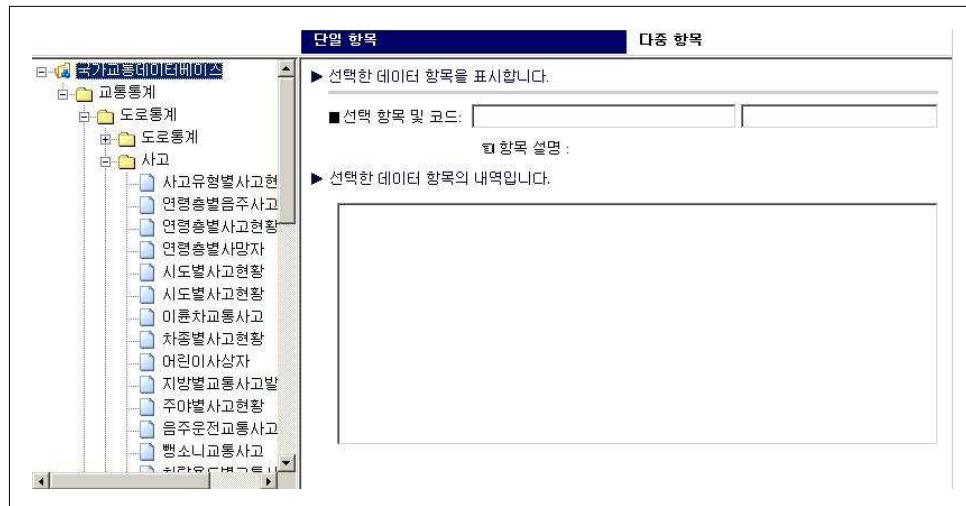 단일 항목
다중 항목
국가교통데이터베이스
교통통계
도로통계
도로통계
사고
사고유형별사고현
연령층별음주사고
연령층별사고현황
연령층별사망자
시도별사고현황
시도별사고현황
이륜차교통사고
차종별사고현황
어린이사상자
지방별교통사고발
주야별사고현황
음주운전교통사고
뺑소니교통사고
▶ 선택한 데이터 항목을 표시합니다.
■선택 항목 및 코드:
항목 설명 :
▶ 선택한 데이터 항목의 내역입니다.